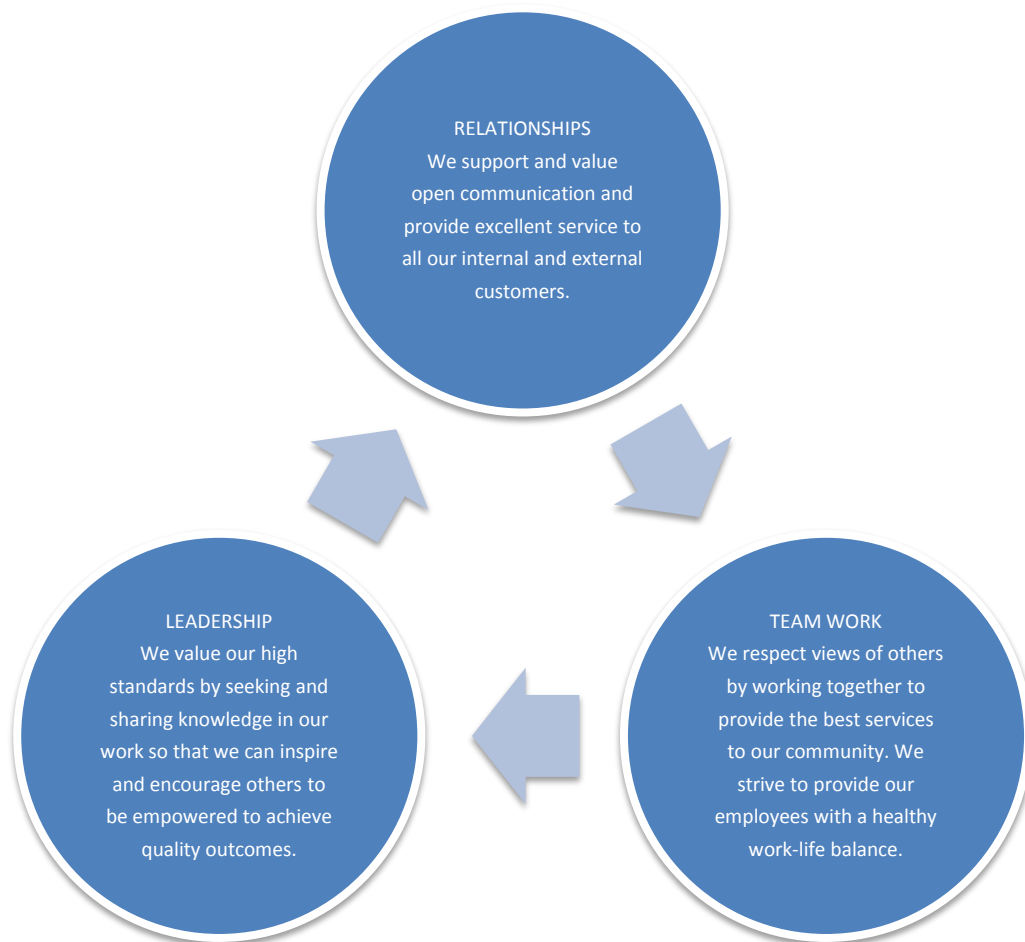 RELATIONSHIPS
We support and value
open communication and
provide excellent service to
all our internal and external
customers.
LEADERSHIP
We value our high
standards by seeking and
sharing knowledge in our
work so that we can inspire
and encourage others to
be empowered to achieve
quality outcomes.
TEAM WORK
We respect views of others
by working together to
provide the best services
to our community. We
strive to provide our
employees with a healthy
work-life balance.